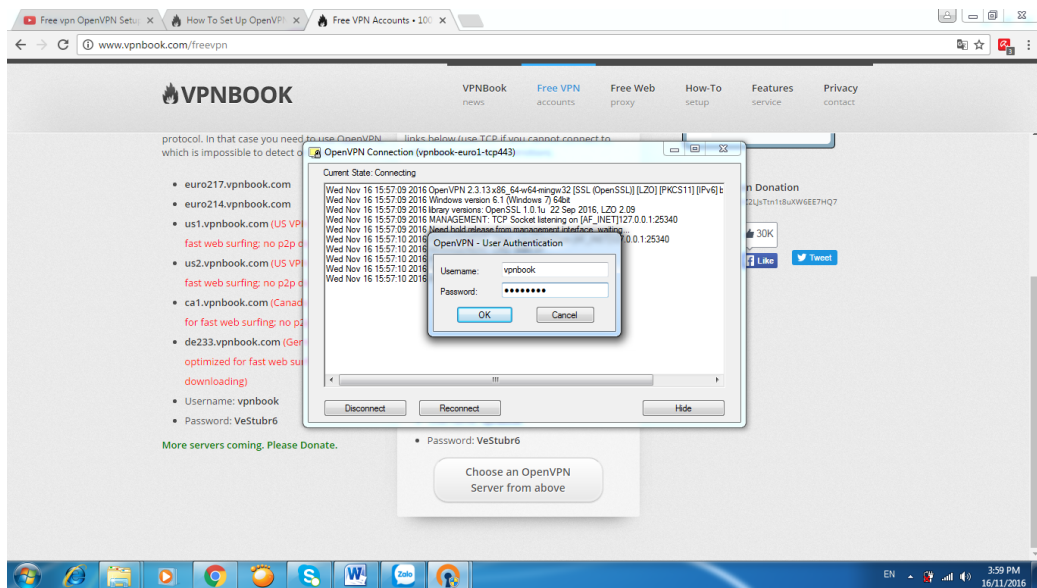 Free vpn OpenVPN Setu
How To Set Up OpenVP
Free VPN Accounts • 100
www.vpnbook.com/freevpn
VPNBOOK
VPNBook
news
Free VPN
accounts
Free Web
proxy
How-To
setup
Features
service
Privacy
contact
protocol. In that case you need to use OpenVPN
which is impossible to detect o
links below (use TCP if you cannot connect to
euro217.vpnbook.com
euro214.vpnbook.com
us1.vpnbook.com (US VP
fast web surfing; no p2p d
us2.vpnbook.com (US VP
fast web surfing; no p2p d
ca1.vpnbook.com (Canad
for fast web surfing; no p2
de233.vpnbook.com (Ger
optimized for fast web sur
downloading)
Username: vpnbook
Password: VeStubr6
More servers coming. Please Donate.
OpenVPN Connection (vpnbook-euro1-tcp443)
Current State: Connecting
Wed Nov 16 15:57:09 2016 OpenVPN 2.3.13 x86_64-w64-mingw32 [SSL (OpenSSL)] [LZO] [PKCS11] [IPv6] b
Wed Nov 16 15:57:09 2016 Windows version 6.1 (Windows 7) 64bit
Wed Nov 16 15:57:09 2016 library versions: OpenSSL 1.0.1u 22 Sep 2016, LZO 2.09
Wed Nov 16 15:57:09 2016 MANAGEMENT: TCP Socket listening on [AF_INET]127.0.0.1:25340
Wed Nov 16 15:57:09 2016 Need hold release from management interface, waiting...
Wed Nov 16 15:57:10 2016
7.0.0.1:25340
Wed Nov 16 15:57:10 2016
Wed Nov 16 15:57:10 2016
Wed Nov 16 15:57:10 2016
Wed Nov 16 15:57:10 2016
OpenVPN - User Authentication
Username: vpnbook
Password: ••••••••
OK
Cancel
Disconnect
Reconnect
Hide
Password: VeStubr6
Choose an OpenVPN
Server from above
n Donation
30K
Like
Tweet
Zalo
EN
3:59 PM
16/11/2016